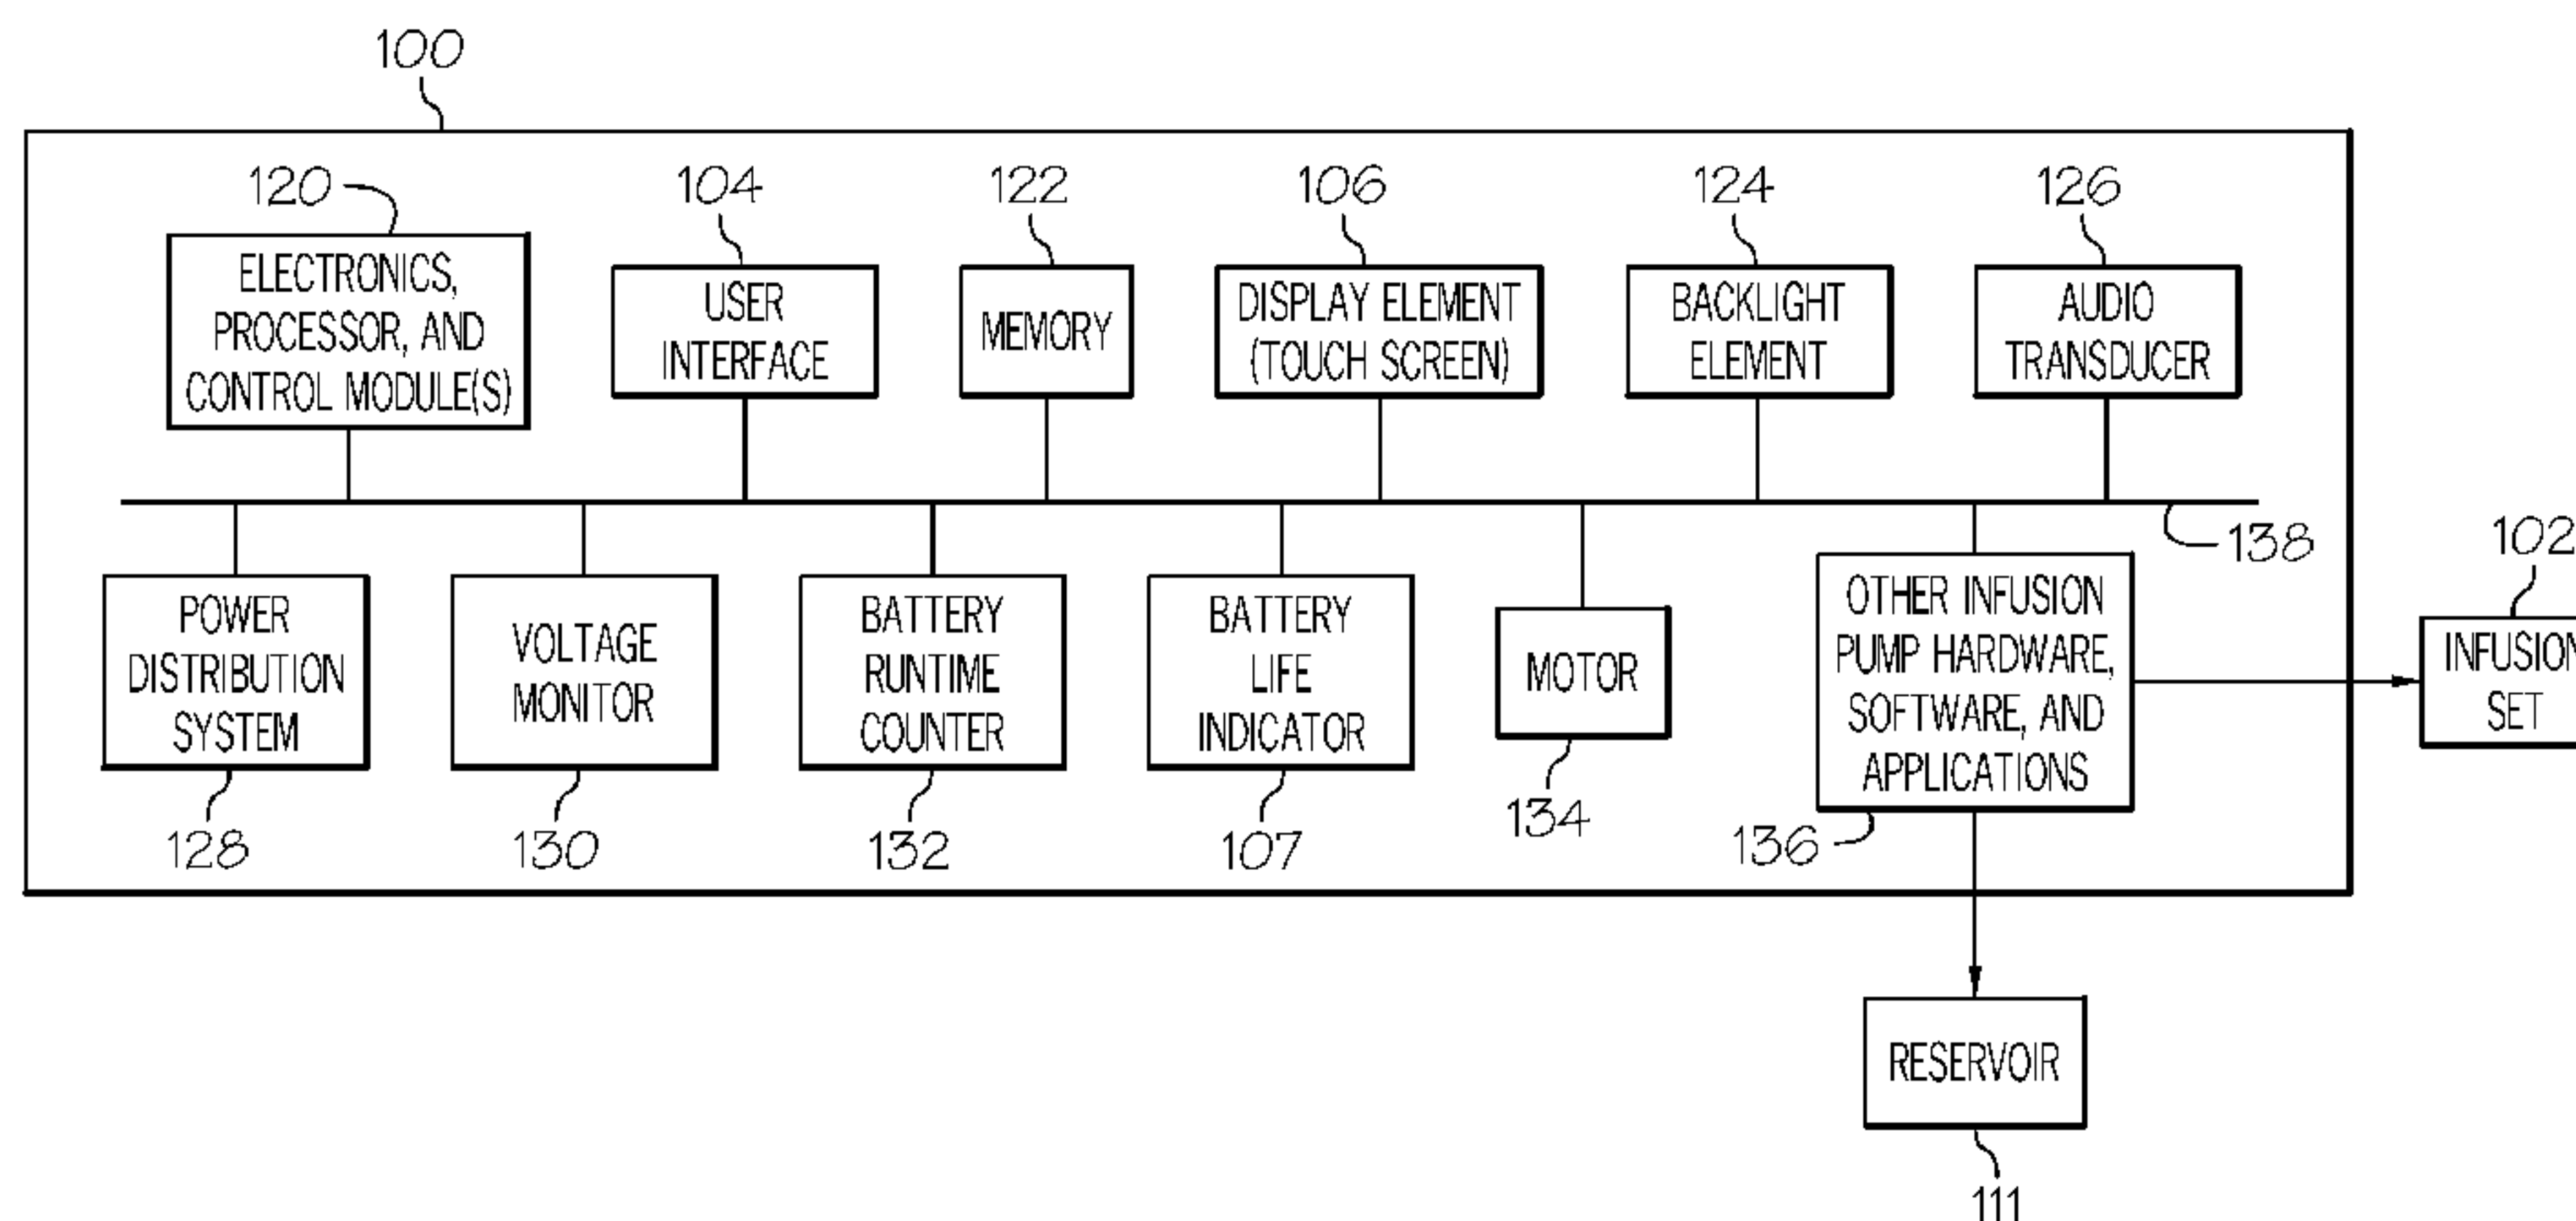 100
120
104
122
106
124
126
ELECTRONICS,
PROCESSOR, AND
CONTROL MODULE(S)
USER
INTERFACE
MEMORY
DISPLAY ELEMENT
(TOUCH SCREEN)
BACKLIGHT
ELEMENT
AUDIO
TRANSDUCER
138
102
POWER
DISTRIBUTION
SYSTEM
VOLTAGE
MONITOR
BATTERY
RUNTIME
COUNTER
BATTERY
LIFE
INDICATOR
MOTOR
OTHER INFUSION
PUMP HARDWARE,
SOFTWARE, AND
APPLICATIONS
INFUSION
SET
128
130
132
107
134
136
RESERVOIR
111